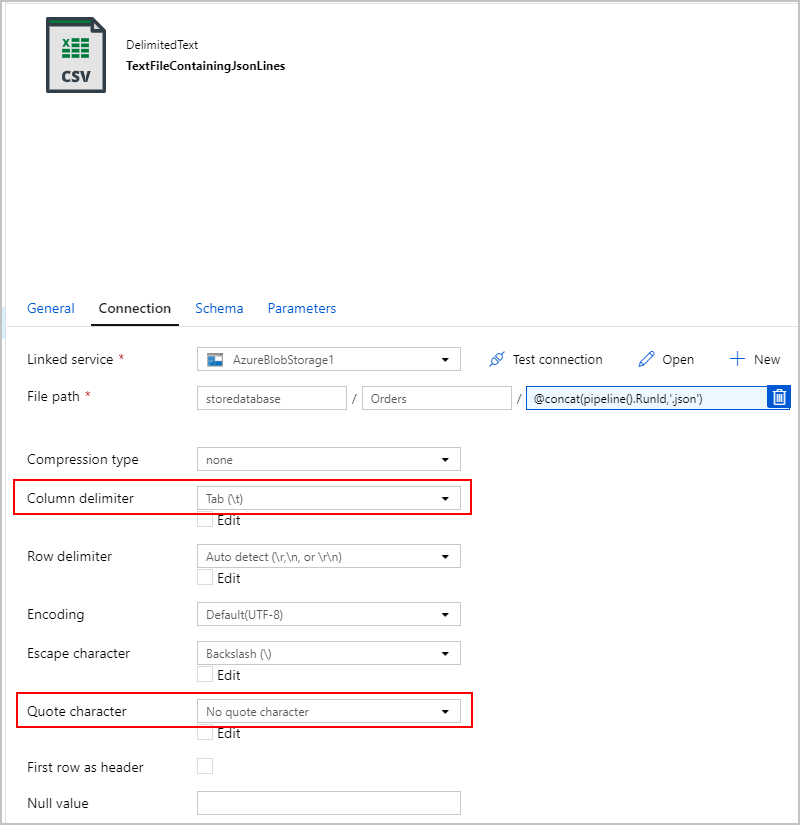 CSV
DelimitedText
TextFileContainingJsonLines
General Connection Schema Parameters
Linked service * AzureBlobStorage1 Test connection Open New
File path * storedatabase / Orders / @concat(pipeline().RunId,'.json')
Compression type none
Column delimiter Tab (\t)
Edit
Row delimiter Auto detect (\r,\n, or \r\n)
Edit
Encoding Default(UTF-8)
Escape character Backslash (\)
Edit
Quote character No quote character
Edit
First row as header
Null value